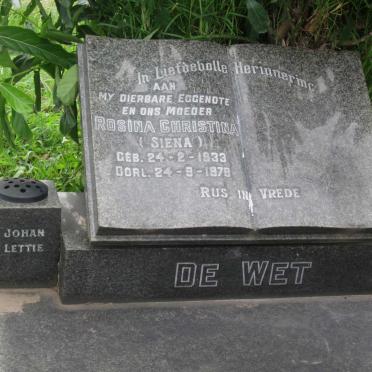 In Liefdevolle Herinnering
AAN
MY DIERBARE EGGENOTE
EN ONS MOEDER
ROSINA CHRISTINA
(SIENA)
GEB. 24-2-1933
OORL. 24-9-1979
RUS IN VREDE
DE WET
JOHAN
LETTIE